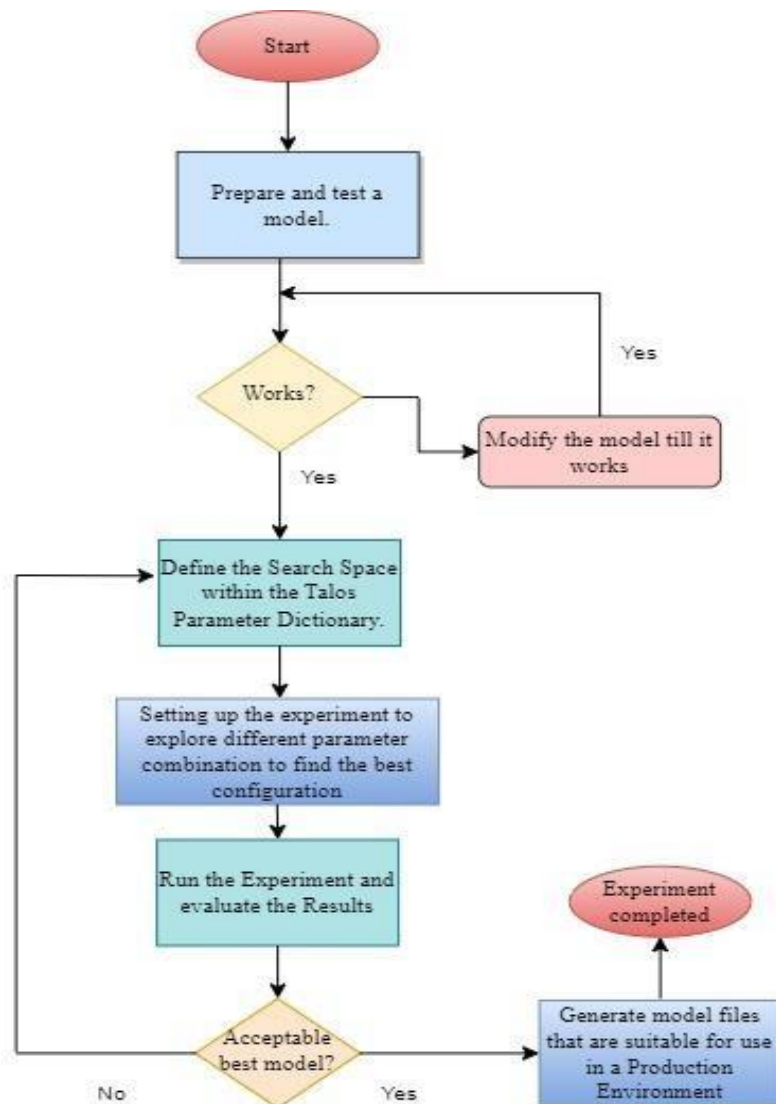 Start
Prepare and test a
model.
Yes
Works?
Modify the model till it
works
Yes
Define the Search Space
within the Talos
Parameter Dictionary.
Setting up the experiment to
explore different parameter
combination to find the best
configuration
Run the Experiment and
evaluate the Results
Experiment
completed
Acceptable
best model?
Generate model files
that are suitable for use
in a Production
Environment
No
Yes